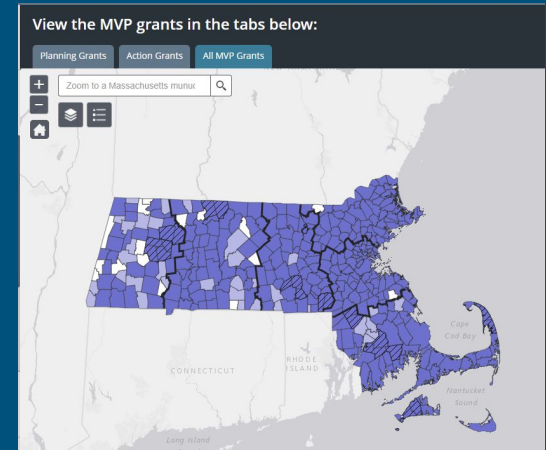 View the MVP grants in the tabs below:
Planning Grants
Action Grants
All MVP Grants
+
Zoom to a Massachusetts munic
−
Cape
Cod Bay
RHODE
ISLAND
CONNECTICUT
Nantucket
Sound
Long Island